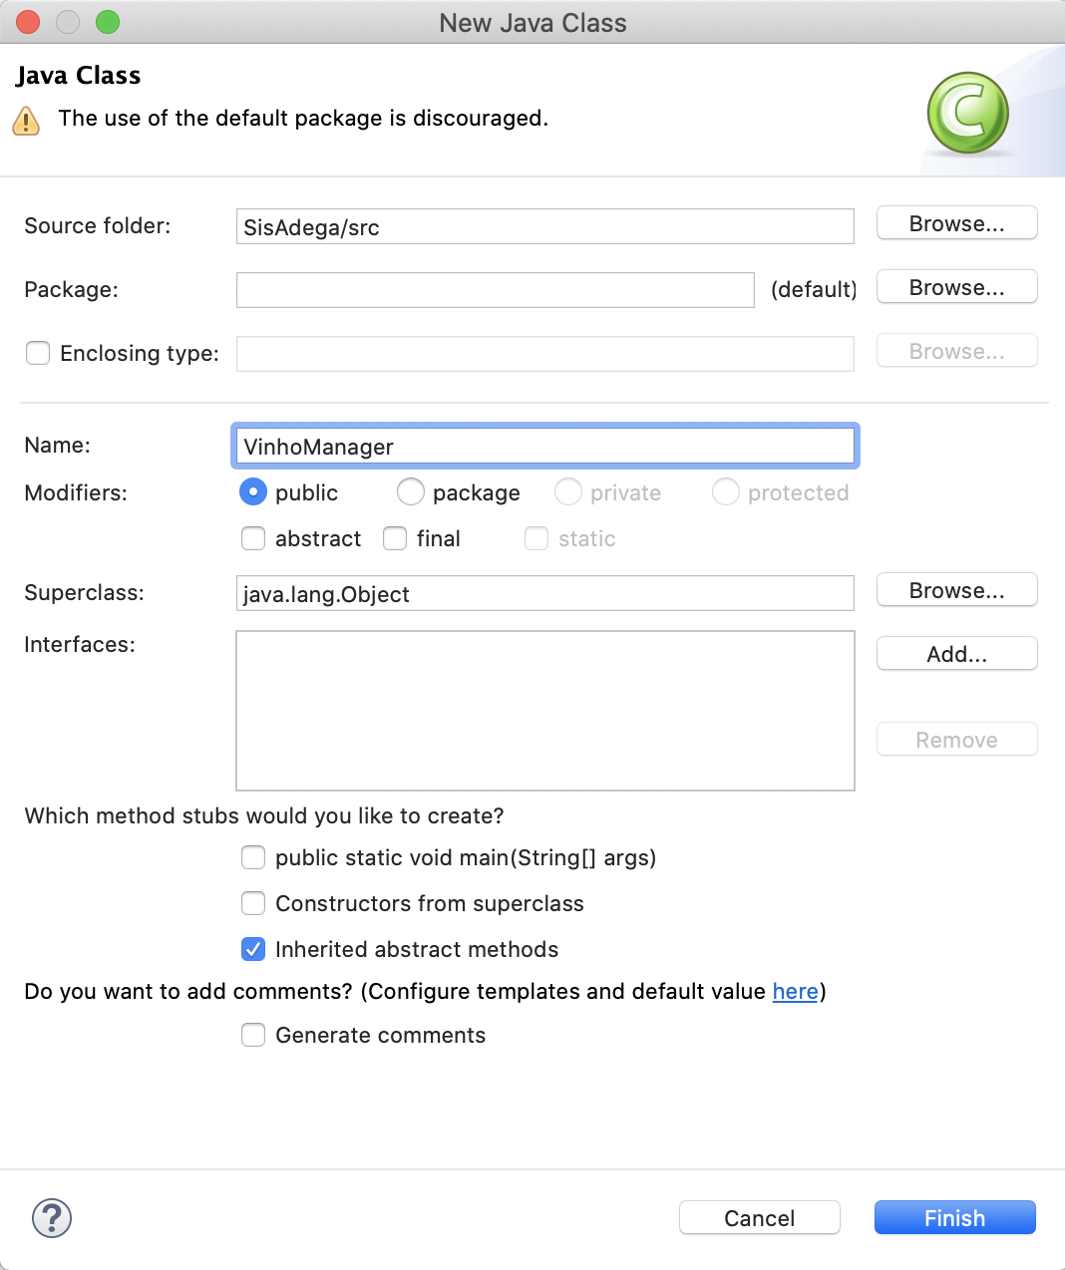 New Java Class
Java Class
The use of the default package is discouraged.
Source folder: SisAdega/src Browse...
Package: (default) Browse...
Enclosing type: Browse...
Name: VinhoManager
Modifiers: public package private protected
abstract final static
Superclass: java.lang.Object Browse...
Interfaces: Add...
Remove
Which method stubs would you like to create?
public static void main(String[] args)
Constructors from superclass
Inherited abstract methods
Do you want to add comments? (Configure templates and default value here)
Generate comments
Cancel Finish